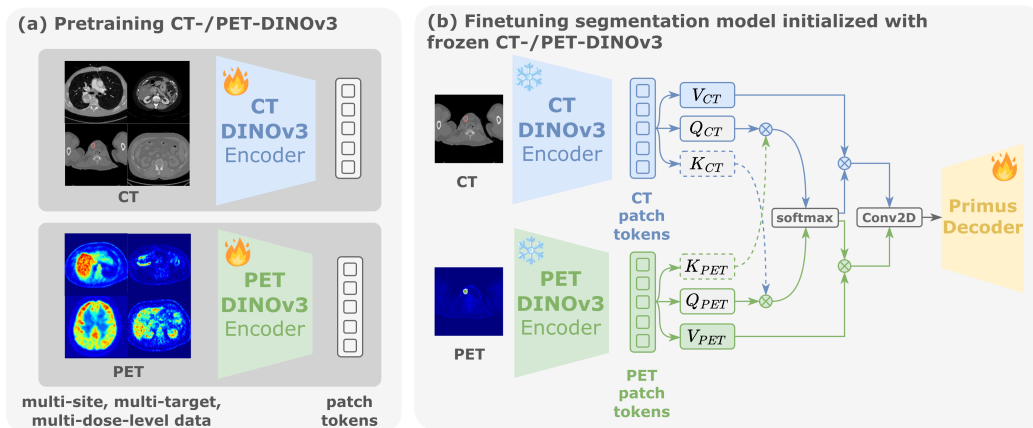 (a) Pretraining CT-/PET-DINOv3
CT
DINOv3
Encoder
CT
PET
DINOv3
Encoder
PET
multi-site, multi-target,
multi-dose-level data
patch
tokens
(b) Finetuning segmentation model initialized with
frozen CT-/PET-DINOv3
CT
DINOv3
Encoder
CT
CT
patch
tokens
V_CT
Q_CT
K_CT
softmax
Conv2D
Primus
Decoder
K_PET
Q_PET
V_PET
PET
DINOv3
Encoder
PET
PET
patch
tokens